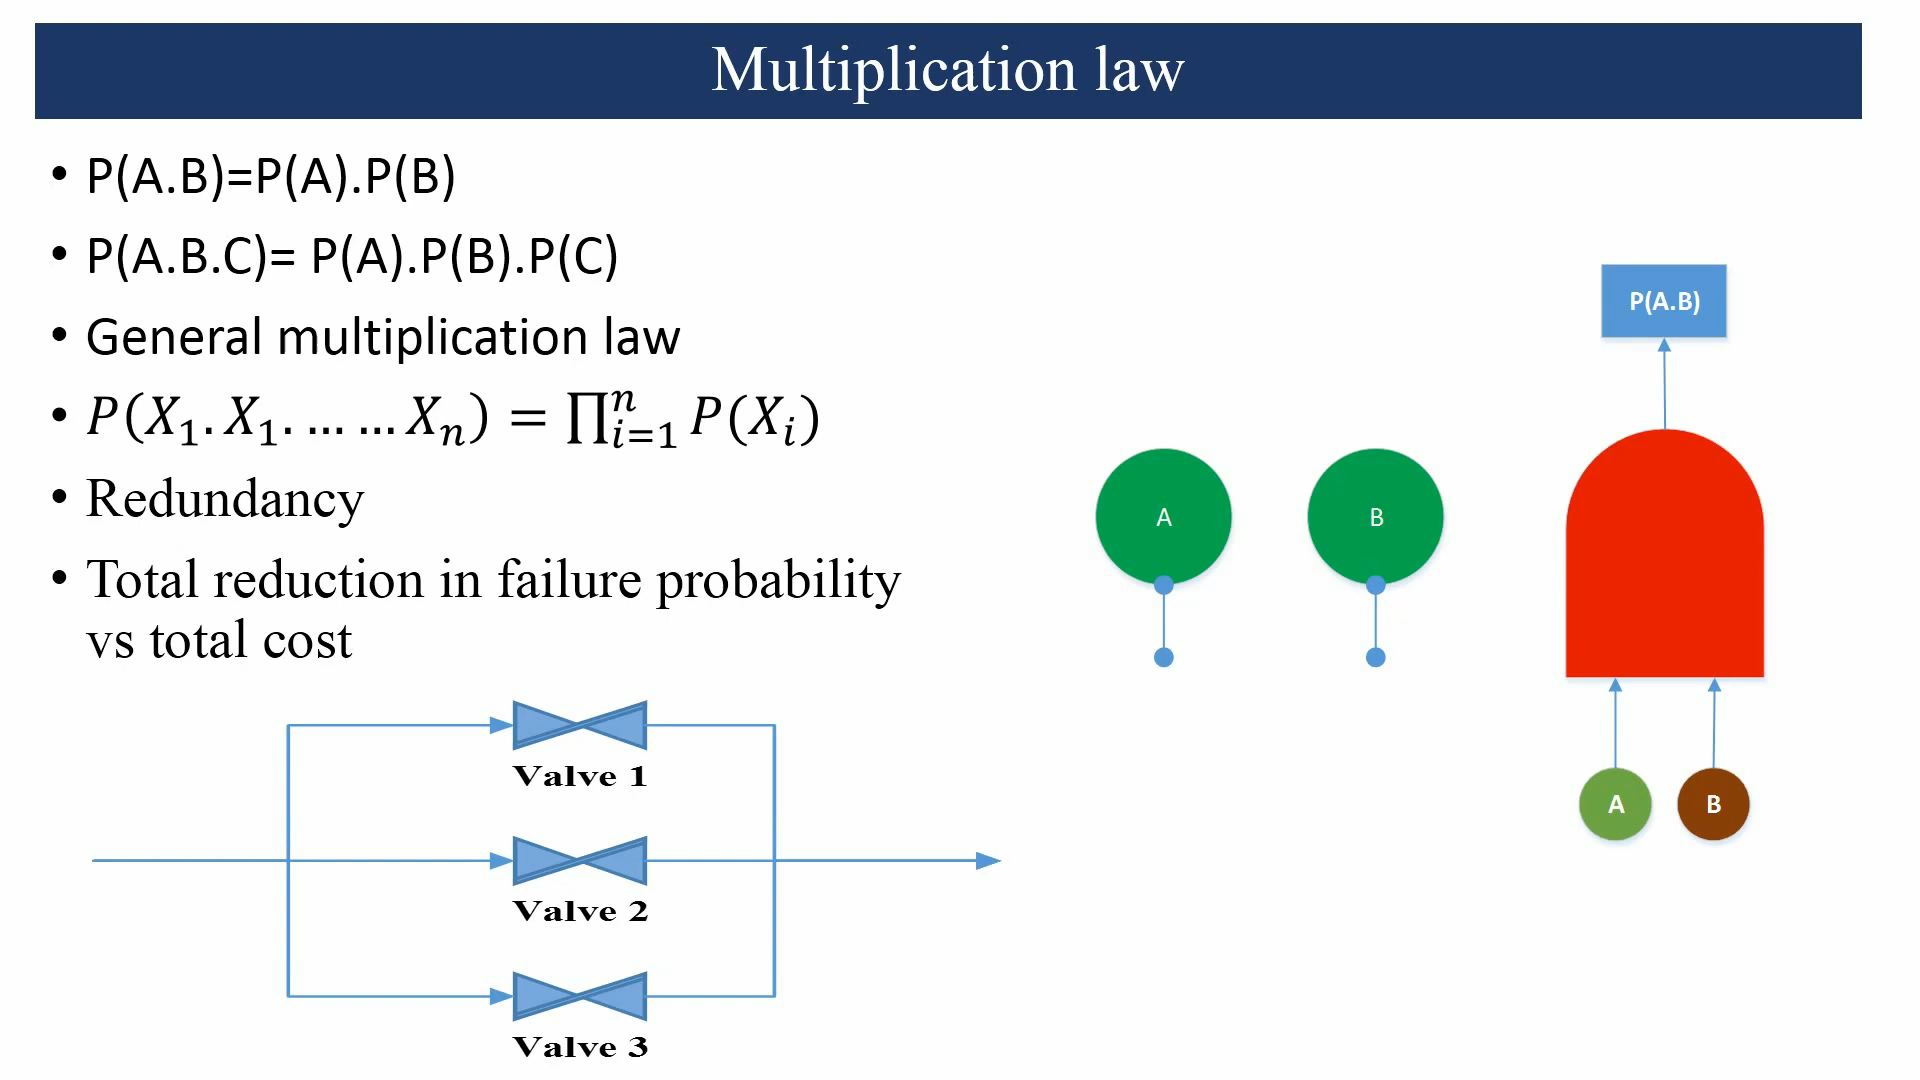 Multiplication law
• P(A.B)=P(A).P(B)
• P(A.B.C)= P(A).P(B).P(C)
• General multiplication law
• P(X₁. X₁. … … Xₙ) = ∏ⁿᵢ₌₁ P(Xᵢ)
• Redundancy
• Total reduction in failure probability
vs total cost
Valve 1
Valve 2
Valve 3
A
B
P(A.B)
A
B